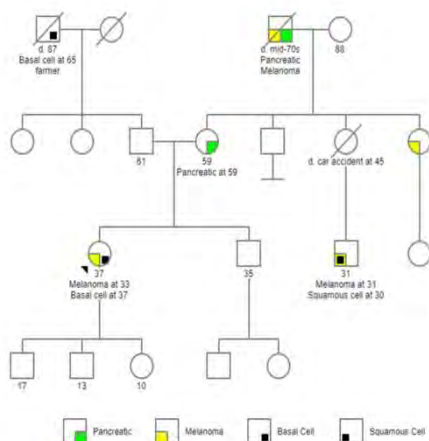 d. 87
Basal cell at 65
farmer
d. mid-70s
Pancreatic
Melanoma
88
61
59
Pancreatic at 59
d. car accident at 45
37
Melanoma at 33
Basal cell at 37
35
31
Melanoma at 31
Squamous cell at 30
17
13
10
Pancreatic
Melanoma
Basal Cell
Squamous Cell